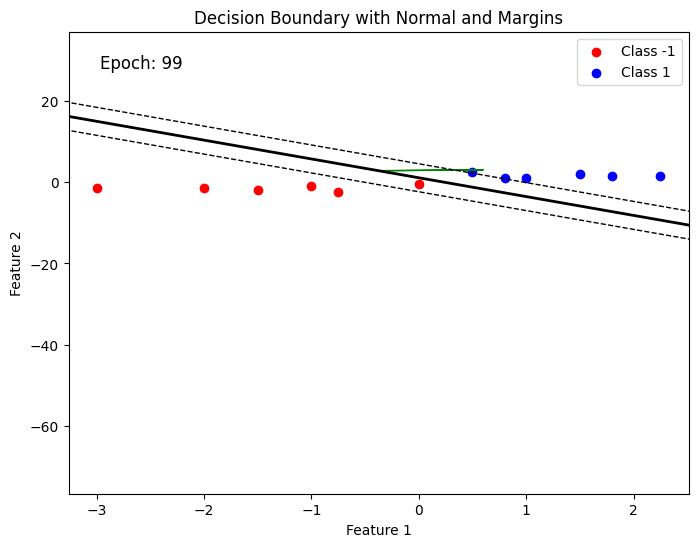 Decision Boundary with Normal and Margins
Epoch: 99
Class -1
Class 1
20
0
−20
−40
−60
Feature 2
−3
−2
−1
0
1
2
Feature 1